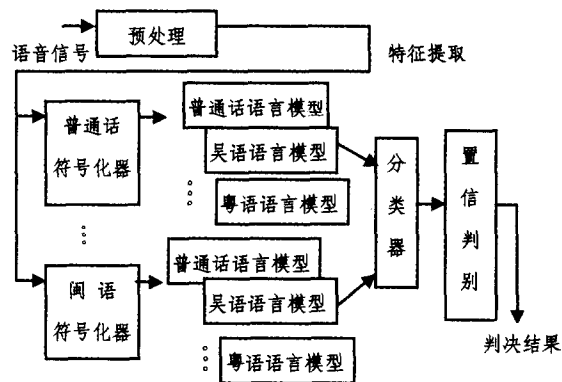 预处理
语音信号
特征提取
普通话
符号化器
普通话语言模型
吴语语言模型
粤语语言模型
分类器
置信判别
闽 语
符号化器
普通话语言模型
吴语语言模型
粤语语言模型
判决结果